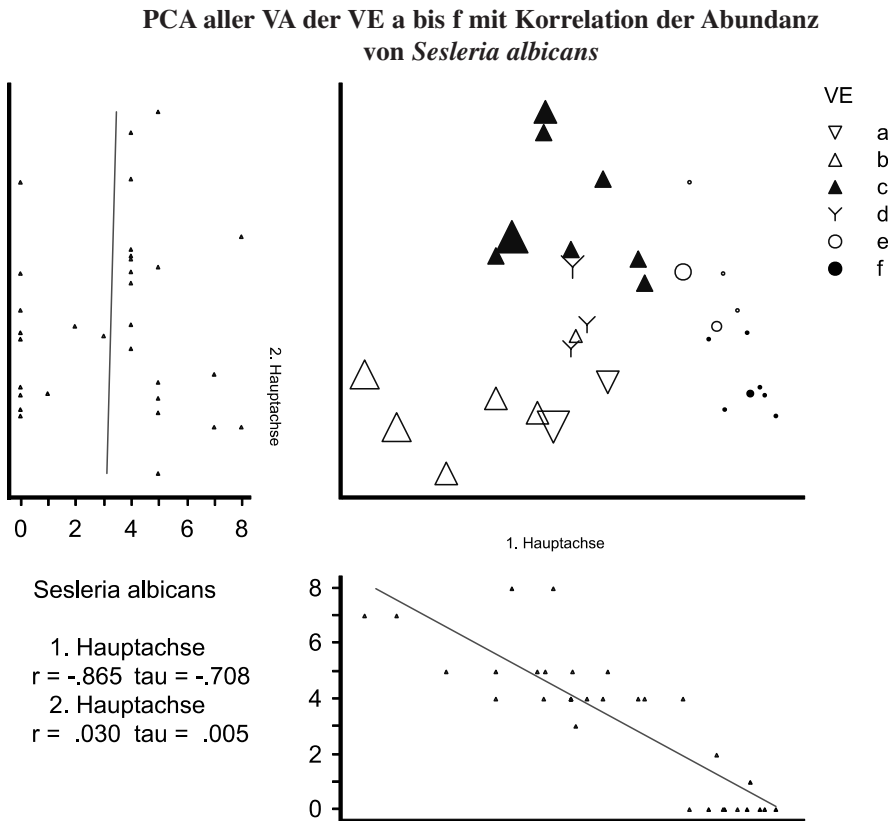 PCA aller VA der VE a bis f mit Korrelation der Abundanz
von Sesleria albicans
VE
a
b
c
d
e
f
2. Hauptachse
0 2 4 6 8
1. Hauptachse
Sesleria albicans
1. Hauptachse
r = -.865 tau = -.708
2. Hauptachse
r = .030 tau = .005
8
6
4
2
0